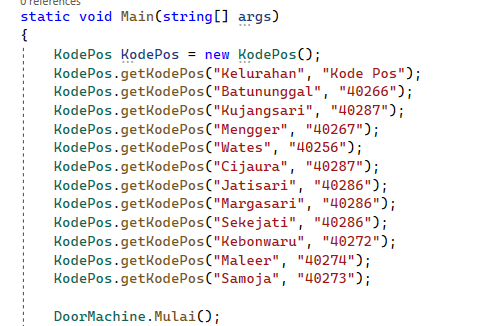 0 references
static void Main(string[] args)
{
KodePos KodePos = new KodePos();
KodePos.getKodePos("Kelurahan", "Kode Pos");
KodePos.getKodePos("Batununggal", "40266");
KodePos.getKodePos("Kujangsari", "40287");
KodePos.getKodePos("Mengger", "40267");
KodePos.getKodePos("Wates", "40256");
KodePos.getKodePos("Cijaura", "40287");
KodePos.getKodePos("Jatisari", "40286");
KodePos.getKodePos("Margasari", "40286");
KodePos.getKodePos("Sekejati", "40286");
KodePos.getKodePos("Kebonwaru", "40272");
KodePos.getKodePos("Maleer", "40274");
KodePos.getKodePos("Samoja", "40273");
DoorMachine.Mulai();